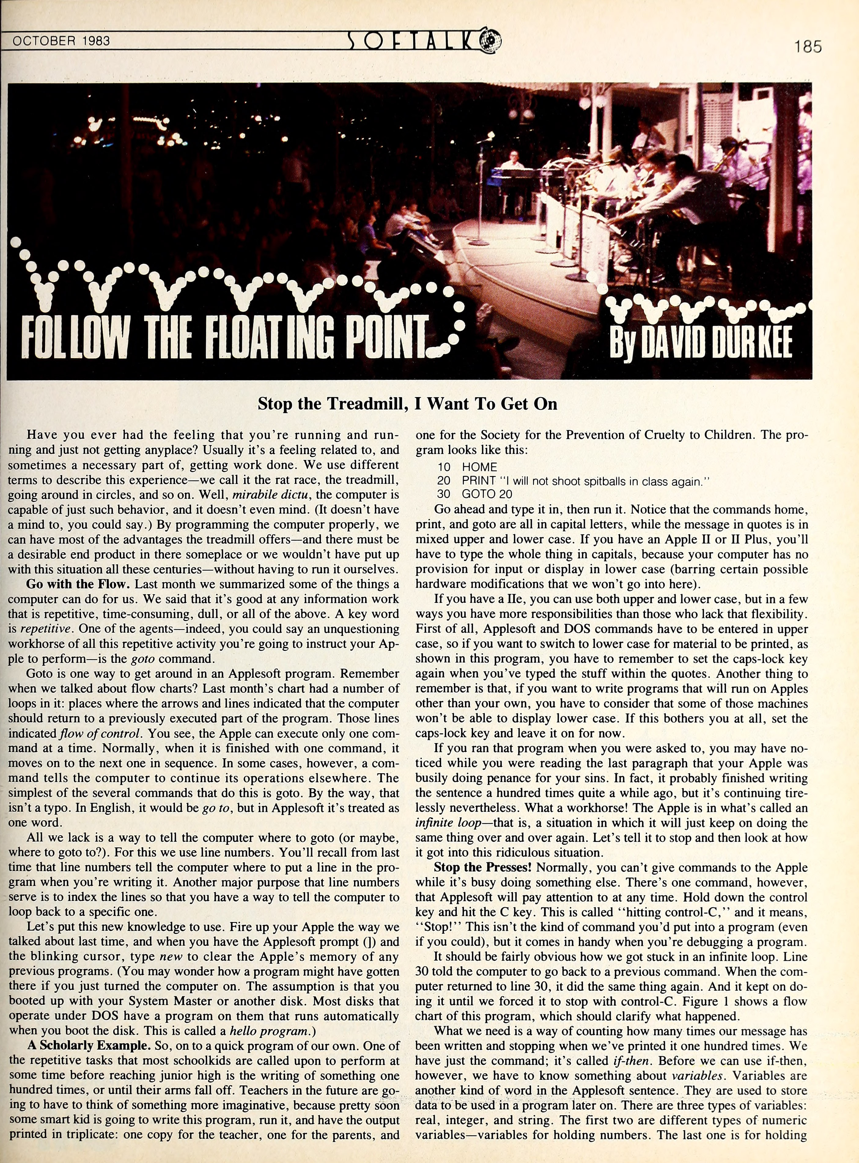 OCTOBER 1983
SOFTALK
185
FOLLOW THE FLOATING POINT
By DAVID DURKEE
Stop the Treadmill, I Want To Get On
Have you ever had the feeling that you're running and run-
ning and just not getting anyplace? Usually it's a feeling related to, and
sometimes a necessary part of, getting work done. We use different
terms to describe this experience—we call it the rat race, the treadmill,
going around in circles, and so on. Well, mirabile dictu, the computer is
capable of just such behavior, and it doesn't even mind. (It doesn't have
a mind to, you could say.) By programming the computer properly, we
can have most of the advantages the treadmill offers—and there must be
a desirable end product in there someplace or we wouldn't have put up
with this situation all these centuries—without having to run it ourselves.
Go with the Flow. Last month we summarized some of the things a
computer can do for us. We said that it's good at any information work
that is repetitive, time-consuming, dull, or all of the above. A key word
is repetitive. One of the agents—indeed, you could say an unquestioning
workhorse of all this repetitive activity you're going to instruct your Ap-
ple to perform—is the goto command.
Goto is one way to get around in an Applesoft program. Remember
when we talked about flow charts? Last month's chart had a number of
loops in it: places where the arrows and lines indicated that the computer
should return to a previously executed part of the program. Those lines
indicated flow of control. You see, the Apple can execute only one com-
mand at a time. Normally, when it is finished with one command, it
moves on to the next one in sequence. In some cases, however, a com-
mand tells the computer to continue its operations elsewhere. The
simplest of the several commands that do this is goto. By the way, that
isn't a typo. In English, it would be go to, but in Applesoft it's treated as
one word.
All we lack is a way to tell the computer where to goto (or maybe,
where to goto to?). For this we use line numbers. You'll recall from last
time that line numbers tell the computer where to put a line in the pro-
gram when you're writing it. Another major purpose that line numbers
serve is to index the lines so that you have a way to tell the computer to
loop back to a specific one.
Let's put this new knowledge to use. Fire up your Apple the way we
talked about last time, and when you have the Applesoft prompt (]) and
the blinking cursor, type new to clear the Apple's memory of any
previous programs. (You may wonder how a program might have gotten
there if you just turned the computer on. The assumption is that you
booted up with your System Master or another disk. Most disks that
operate under DOS have a program on them that runs automatically
when you boot the disk. This is called a hello program.)
A Scholarly Example. So, on to a quick program of our own. One of
the repetitive tasks that most schoolkids are called upon to perform at
some time before reaching junior high is the writing of something one
hundred times, or until their arms fall off. Teachers in the future are go-
ing to have to think of something more imaginative, because pretty soon
some smart kid is going to write this program, run it, and have the output
printed in triplicate: one copy for the teacher, one for the parents, and
one for the Society for the Prevention of Cruelty to Children. The pro-
gram looks like this:
10 HOME
20 PRINT "I will not shoot spitballs in class again."
30 GOTO 20
Go ahead and type it in, then run it. Notice that the commands home,
print, and goto are all in capital letters, while the message in quotes is in
mixed upper and lower case. If you have an Apple II or II Plus, you'll
have to type the whole thing in capitals, because your computer has no
provision for input or display in lower case (barring certain possible
hardware modifications that we won't go into here).
If you have a IIe, you can use both upper and lower case, but in a few
ways you have more responsibilities than those who lack that flexibility.
First of all, Applesoft and DOS commands have to be entered in upper
case, so if you want to switch to lower case for material to be printed, as
shown in this program, you have to remember to set the caps-lock key
again when you've typed the stuff within the quotes. Another thing to
remember is that, if you want to write programs that will run on Apples
other than your own, you have to consider that some of those machines
won't be able to display lower case. If this bothers you at all, set the
caps-lock key and leave it on for now.
If you ran that program when you were asked to, you may have no-
ticed while you were reading the last paragraph that your Apple was
busily doing penance for your sins. In fact, it probably finished writing
the sentence a hundred times quite a while ago, but it's continuing tire-
lessly nevertheless. What a workhorse! The Apple is in what's called an
infinite loop—that is, a situation in which it will just keep on doing the
same thing over and over again. Let's tell it to stop and then look at how
it got into this ridiculous situation.
Stop the Presses! Normally, you can't give commands to the Apple
while it's busy doing something else. There's one command, however,
that Applesoft will pay attention to at any time. Hold down the control
key and hit the C key. This is called "hitting control-C," and it means,
"Stop!" This isn't the kind of command you'd put into a program (even
if you could), but it comes in handy when you're debugging a program.
It should be fairly obvious how we got stuck in an infinite loop. Line
30 told the computer to go back to a previous command. When the com-
puter returned to line 30, it did the same thing again. And it kept on do-
ing it until we forced it to stop with control-C. Figure 1 shows a flow
chart of this program, which should clarify what happened.
What we need is a way of counting how many times our message has
been written and stopping when we've printed it one hundred times. We
have just the command; it's called if-then. Before we can use if-then,
however, we have to know something about variables. Variables are
another kind of word in the Applesoft sentence. They are used to store
data to be used in a program later on. There are three types of variables:
real, integer, and string. The first two are different types of numeric
variables—variables for holding numbers. The last one is for holding